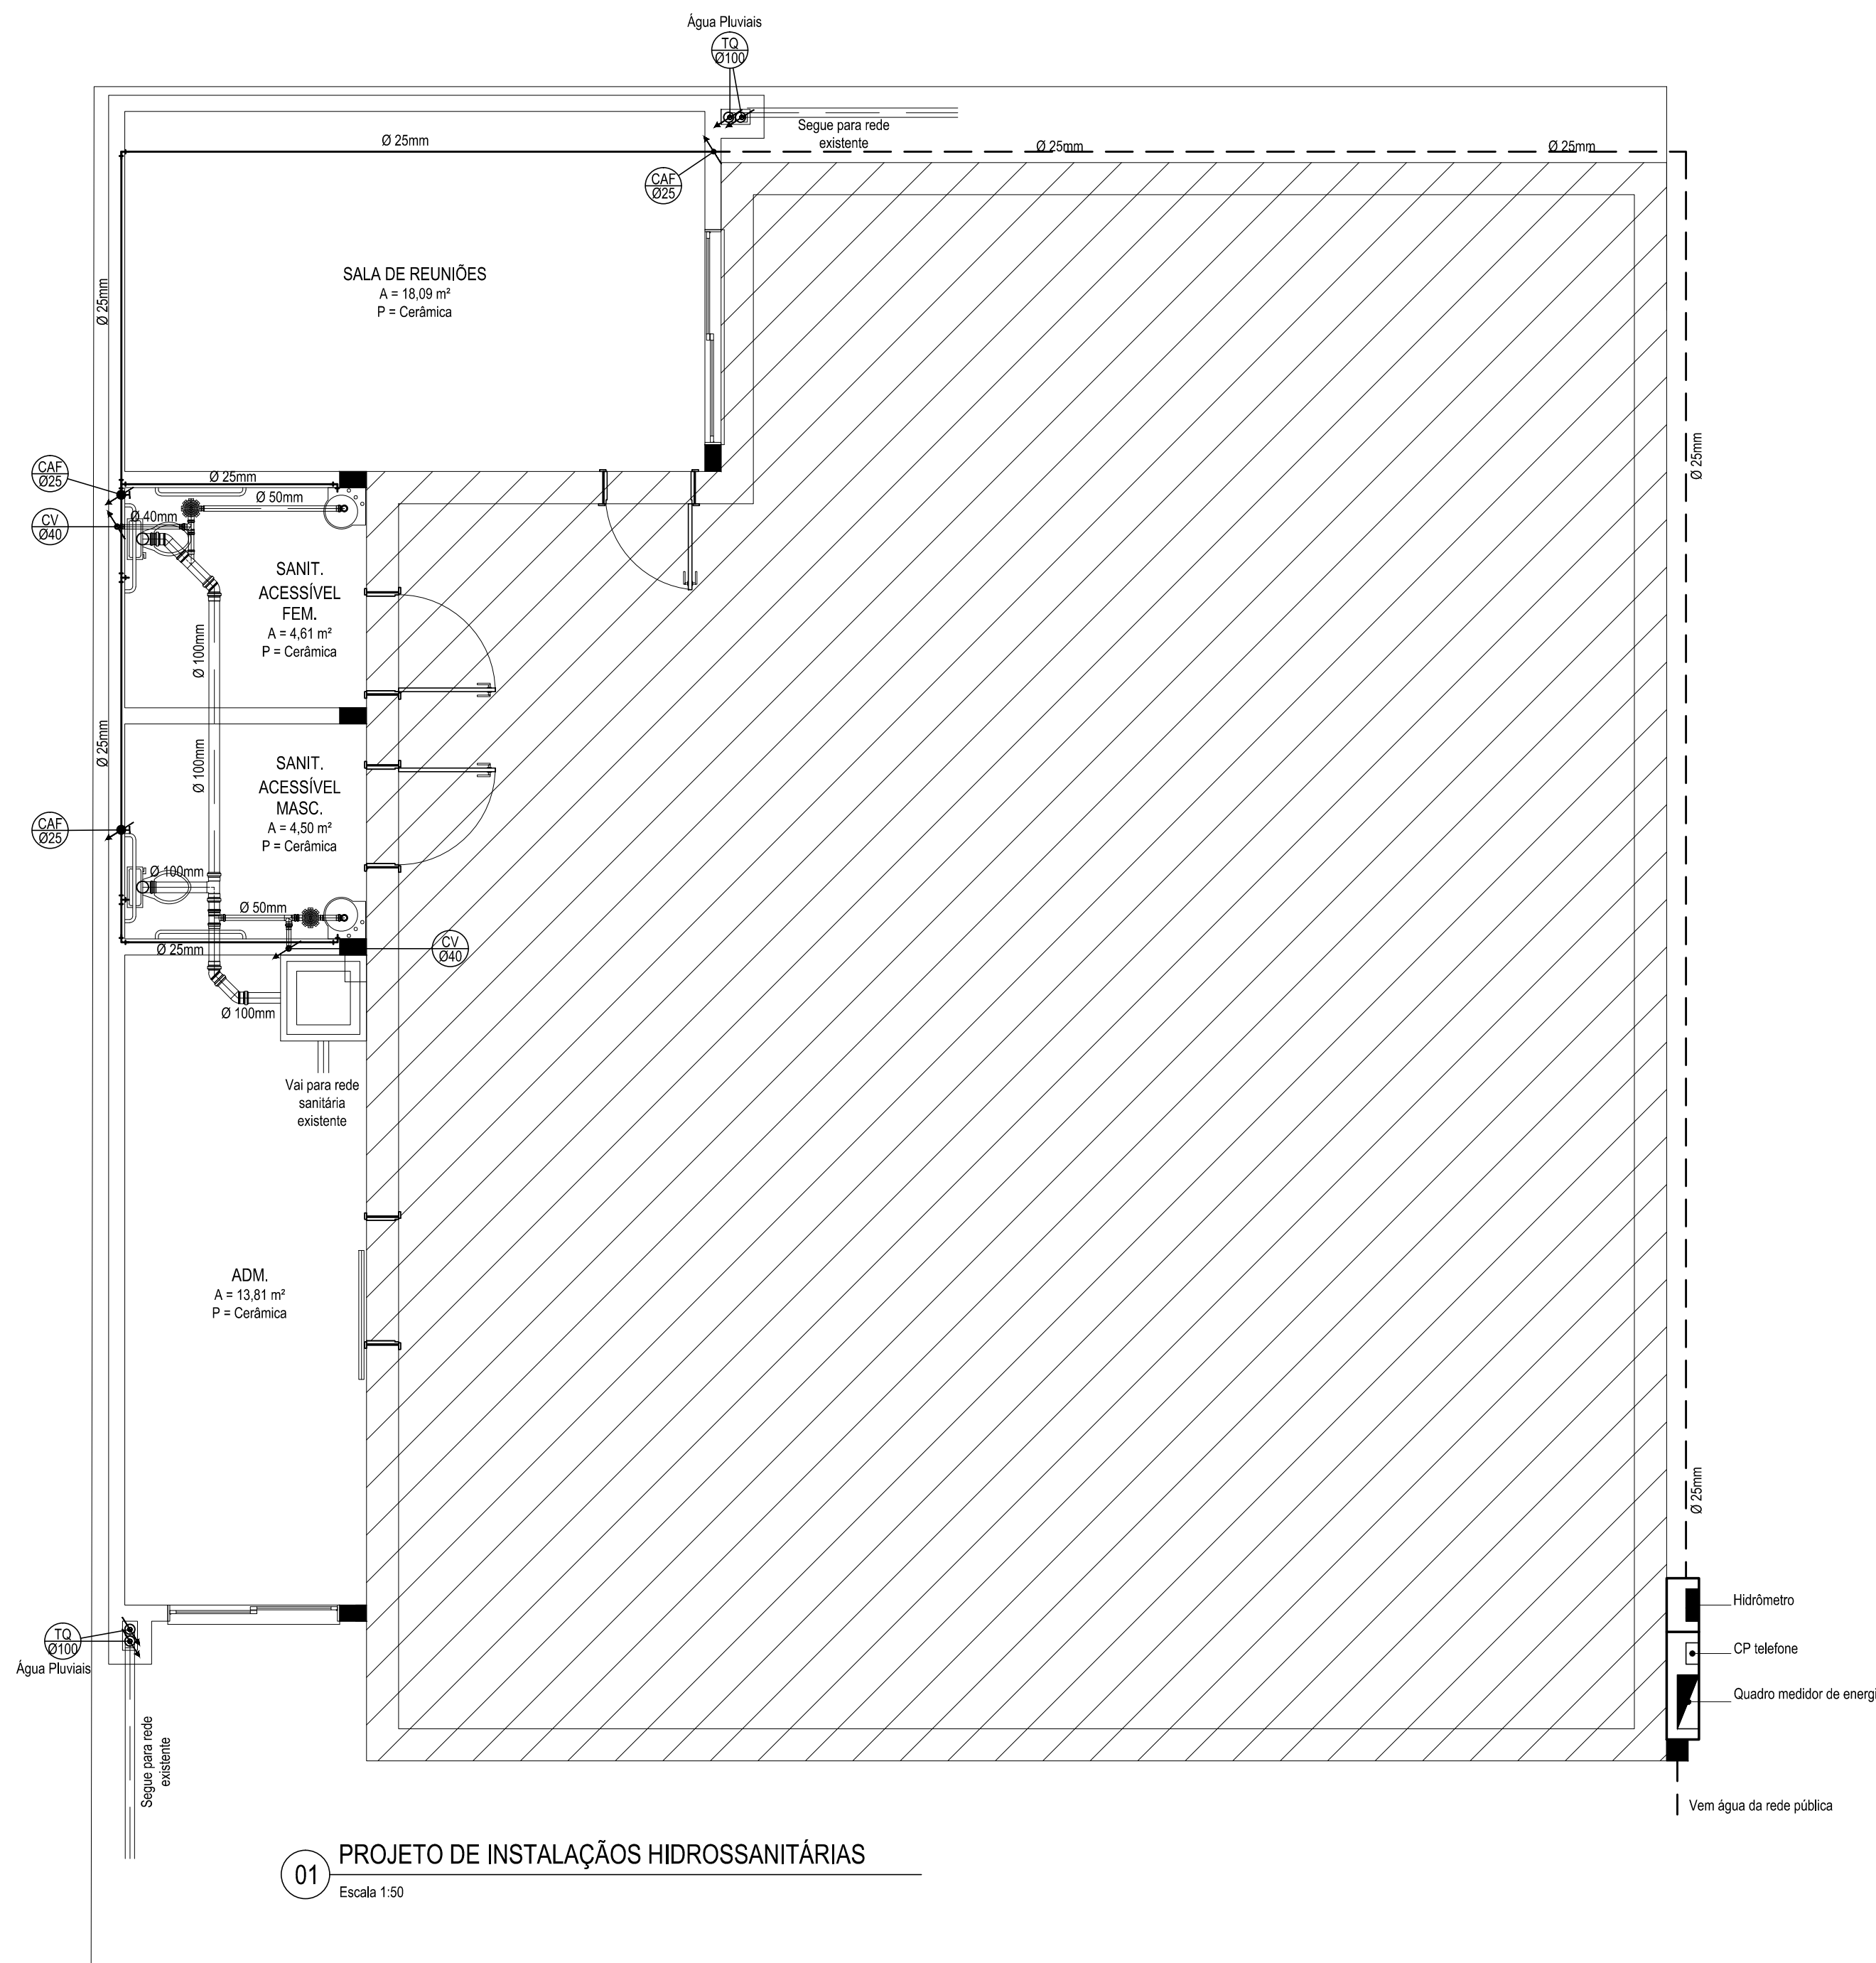 Água Pluviais
TQ
Ø100
Segue para rede
existente
Ø 25mm
Ø 25mm
Ø 25mm
CAF
Ø25
SALA DE REUNIÕES
A = 18,09 m²
P = Cerâmica
Ø 25mm
Ø 25mm
CAF
Ø25
Ø 25mm
Ø 50mm
CV
Ø40
Ø 40mm
SANIT.
ACESSÍVEL
FEM.
A = 4,61 m²
P = Cerâmica
Ø 100mm
Ø 25mm
Ø 100mm
SANIT.
ACESSÍVEL
MASC.
A = 4,50 m²
P = Cerâmica
CAF
Ø25
Ø 100mm
Ø 50mm
Ø 25mm
CV
Ø40
Ø 100mm
Vai para rede
sanitária
existente
ADM.
A = 13,81 m²
P = Cerâmica
Ø 25mm
Hidrômetro
CP telefone
Quadro medidor de energi
TQ
Ø100
Água Pluviais
Segue para rede
existente
Vem água da rede pública
01
PROJETO DE INSTALAÇÃOS HIDROSSANITÁRIAS
Escala 1:50